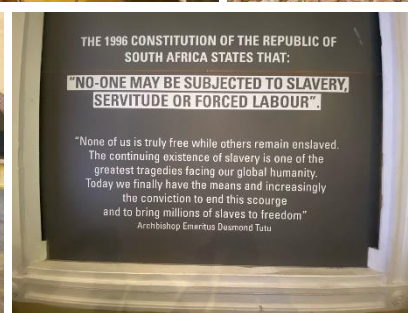 THE 1996 CONSTITUTION OF THE REPUBLIC OF
SOUTH AFRICA STATES THAT:
"NO-ONE MAY BE SUBJECTED TO SLAVERY,
SERVITUDE OR FORCED LABOUR".
"None of us is truly free while others remain enslaved.
The continuing existence of slavery is one of the
greatest tragedies facing our global humanity.
Today we finally have the means and increasingly
the conviction to end this scourge
and to bring millions of slaves to freedom"
Archbishop Emeritus Desmond Tutu